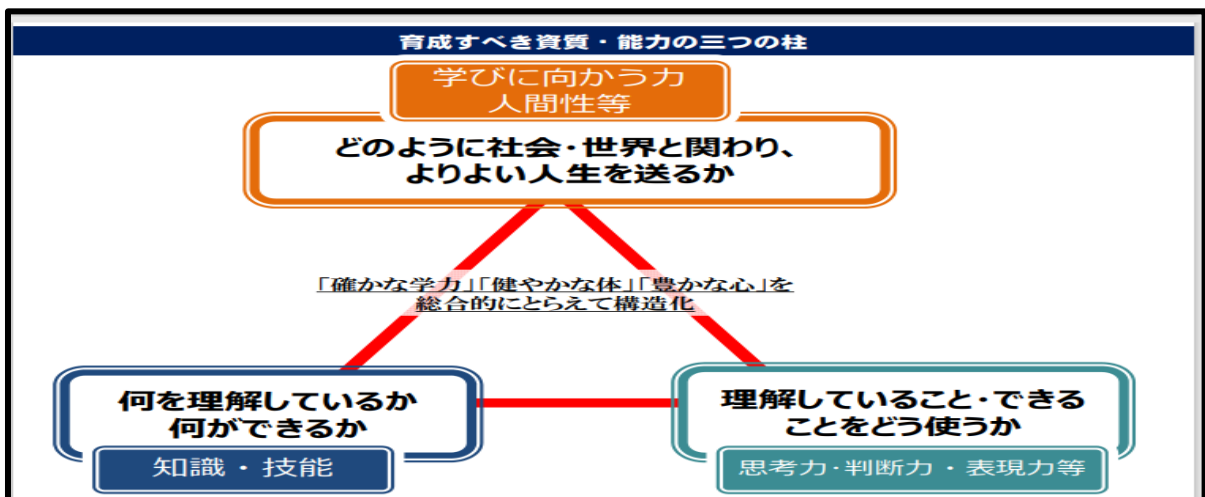 育成すべき資質・能力の三つの柱
学びに向かう力
人間性等
どのように社会・世界と関わり、
よりよい人生を送るか
「確かな学力」「健やかな体」「豊かな心」を
総合的にとらえて構造化
何を理解しているか
何ができるか
知識・技能
理解していること・できる
ことをどう使うか
思考力・判断力・表現力等